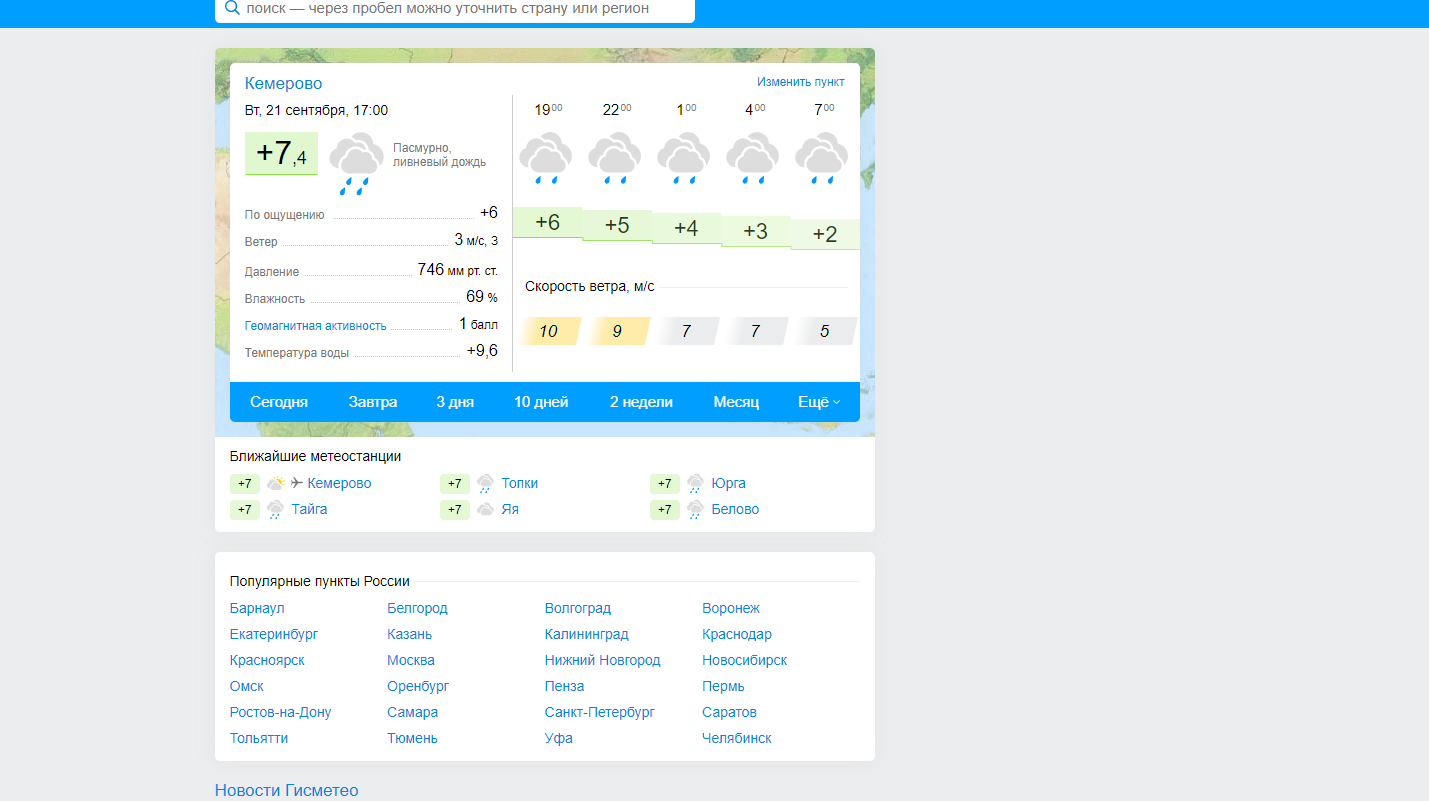 поиск — через пробел можно уточнить страну или регион
Кемерово
Изменить пункт
Вт, 21 сентября, 17:00
+7,4
Пасмурно,
ливневый дождь
По ощущению +6
Ветер 3 м/с, З
Давление 746 мм рт. ст.
Влажность 69 %
Геомагнитная активность 1 балл
Температура воды +9,6
19 00 22 00 1 00 4 00 7 00
+6 +5 +4 +3 +2
Скорость ветра, м/с
10 9 7 7 5
Сегодня Завтра 3 дня 10 дней 2 недели Месяц Ещё
Ближайшие метеостанции
+7 Кемерово +7 Топки +7 Юрга
+7 Тайга +7 Яя +7 Белово
Популярные пункты России
Барнаул Белгород Волгоград Воронеж
Екатеринбург Казань Калининград Краснодар
Красноярск Москва Нижний Новгород Новосибирск
Омск Оренбург Пенза Пермь
Ростов-на-Дону Самара Санкт-Петербург Саратов
Тольятти Тюмень Уфа Челябинск
Новости Гисметео